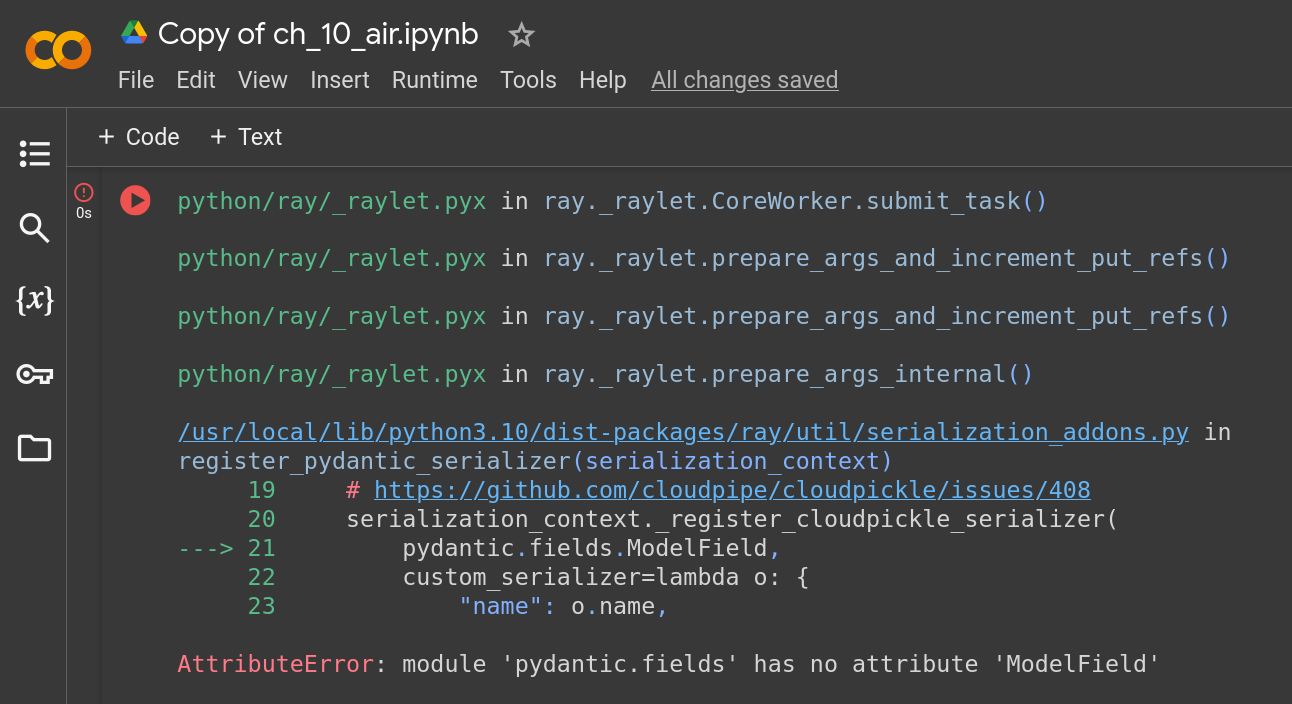 Copy of ch_10_air.ipynb
File Edit View Insert Runtime Tools Help All changes saved
+ Code + Text
0s
{x}
python/ray/_raylet.pyx in ray._raylet.CoreWorker.submit_task()
python/ray/_raylet.pyx in ray._raylet.prepare_args_and_increment_put_refs()
python/ray/_raylet.pyx in ray._raylet.prepare_args_and_increment_put_refs()
python/ray/_raylet.pyx in ray._raylet.prepare_args_internal()
/usr/local/lib/python3.10/dist-packages/ray/util/serialization_addons.py in
register_pydantic_serializer(serialization_context)
     19     # https://github.com/cloudpipe/cloudpickle/issues/408
     20     serialization_context._register_cloudpickle_serializer(
---> 21         pydantic.fields.ModelField,
     22         custom_serializer=lambda o: {
     23             "name": o.name,
AttributeError: module 'pydantic.fields' has no attribute 'ModelField'